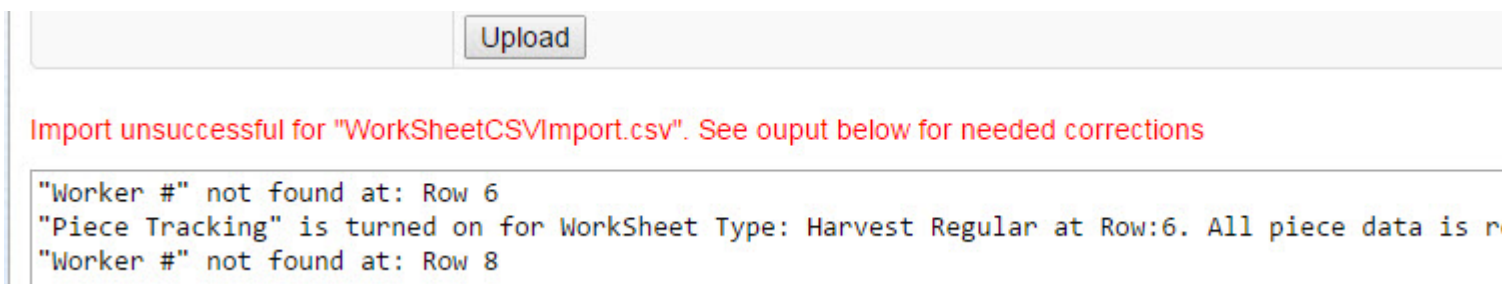 Upload
Import unsuccessful for "WorkSheetCSVImport.csv". See ouput below for needed corrections
"Worker #" not found at: Row 6
"Piece Tracking" is turned on for WorkSheet Type: Harvest Regular at Row:6. All piece data is
"Worker #" not found at: Row 8